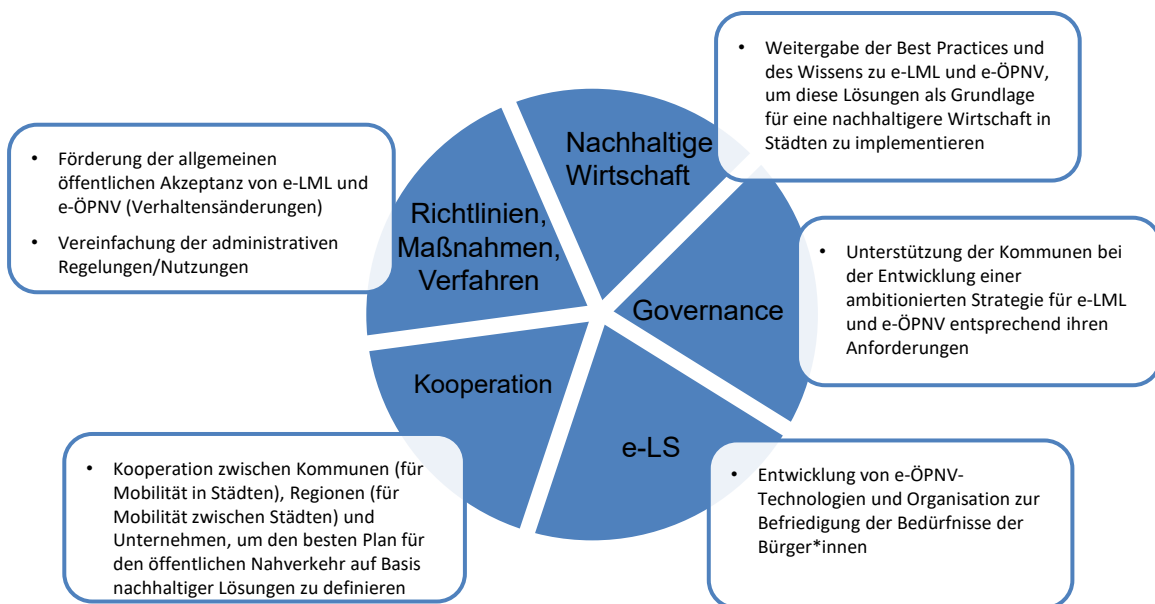 • Weitergabe der Best Practices und
des Wissens zu e-LML und e-ÖPNV,
um diese Lösungen als Grundlage
für eine nachhaltigere Wirtschaft in
Städten zu implementieren
• Förderung der allgemeinen
öffentlichen Akzeptanz von e-LML und
e-ÖPNV (Verhaltensänderungen)
• Vereinfachung der administrativen
Regelungen/Nutzungen
Nachhaltige
Wirtschaft
Richtlinien,
Maßnahmen,
Verfahren
Governance
• Unterstützung der Kommunen bei
der Entwicklung einer
ambitionierten Strategie für e-LML
und e-ÖPNV entsprechend ihren
Anforderungen
Kooperation
e-LS
• Kooperation zwischen Kommunen (für
Mobilität in Städten), Regionen (für
Mobilität zwischen Städten) und
Unternehmen, um den besten Plan für
den öffentlichen Nahverkehr auf Basis
nachhaltiger Lösungen zu definieren
• Entwicklung von e-ÖPNV-
Technologien und Organisation zur
Befriedigung der Bedürfnisse der
Bürger*innen